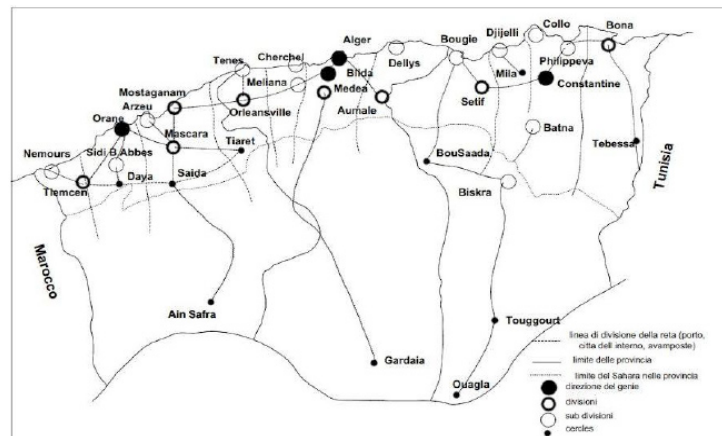 Collo
Bona
Alger
Djijelli
Bougie
Cherchel
Tenes
Dellys
Philippeva
Blida
Meliana
Mila
Mostaganam
Medea
Constantine
Arzeu
Setif
Orane
Orleansville
Aumale
Mascara
Batna
Nemours
Sidi B Abbes
Tiaret
Tebessa
BouSaada
Tlemcen
Daya
Saida
Biskra
Tunisia
Marocco
Ain Safra
Touggourt
Gardaia
Ouagla
linea di divisione della reta (porto,
citta dell interno, avamposte)
limite delle provincia
limite del Sahara nelle provincia
direzione del genie
divisioni
sub divisioni
cercles